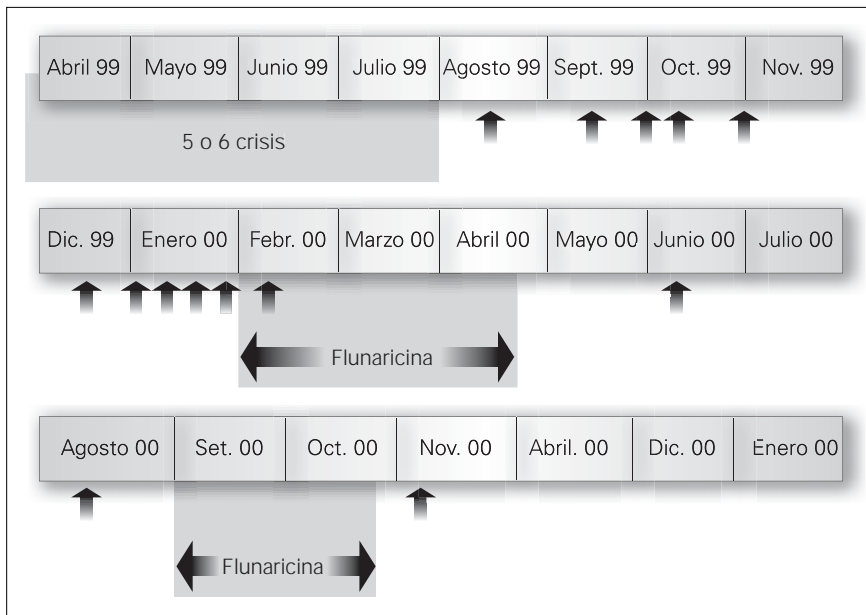 Abril 99 Mayo 99 Junio 99 Julio 99 Agosto 99 Sept. 99 Oct. 99 Nov. 99
5 o 6 crisis
Dic. 99 Enero 00 Febr. 00 Marzo 00 Abril 00 Mayo 00 Junio 00 Julio 00
Flunaricina
Agosto 00 Set. 00 Oct. 00 Nov. 00 Abril. 00 Dic. 00 Enero 00
Flunaricina